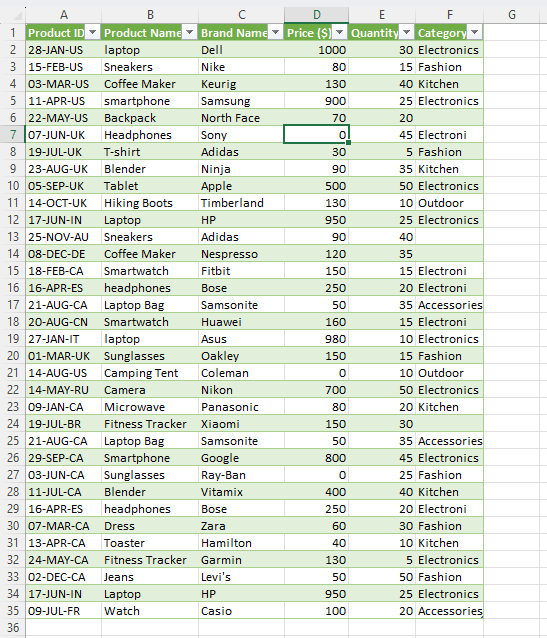 A B C D E F G
1 Product ID Product Name Brand Name Price ($) Quantity Category
2 28-JAN-US laptop Dell 1000 30 Electronics
3 15-FEB-US Sneakers Nike 80 15 Fashion
4 03-MAR-US Coffee Maker Keurig 130 40 Kitchen
5 11-APR-US smartphone Samsung 900 25 Electronics
6 22-MAY-US Backpack North Face 70 20
7 07-JUN-UK Headphones Sony 0 45 Electroni
8 19-JUL-UK T-shirt Adidas 30 5 Fashion
9 23-AUG-UK Blender Ninja 90 35 Kitchen
10 05-SEP-UK Tablet Apple 500 50 Electronics
11 14-OCT-UK Hiking Boots Timberland 130 10 Outdoor
12 17-JUN-IN Laptop HP 950 25 Electronics
13 25-NOV-AU Sneakers Adidas 90 40
14 08-DEC-DE Coffee Maker Nespresso 120 35
15 18-FEB-CA Smartwatch Fitbit 150 15 Electroni
16 16-APR-ES headphones Bose 250 20 Electroni
17 21-AUG-CA Laptop Bag Samsonite 50 35 Accessories
18 20-AUG-CN Smartwatch Huawei 160 15 Electroni
19 27-JAN-IT laptop Asus 980 10 Electronics
20 01-MAR-UK Sunglasses Oakley 150 15 Fashion
21 14-AUG-US Camping Tent Coleman 0 10 Outdoor
22 14-MAY-RU Camera Nikon 700 50 Electronics
23 09-JAN-CA Microwave Panasonic 80 20 Kitchen
24 19-JUL-BR Fitness Tracker Xiaomi 150 30
25 21-AUG-CA Laptop Bag Samsonite 50 35 Accessories
26 29-SEP-CA Smartphone Google 800 45 Electronics
27 03-JUN-CA Sunglasses Ray-Ban 0 25 Fashion
28 11-JUL-CA Blender Vitamix 400 40 Kitchen
29 16-APR-ES headphones Bose 250 20 Electroni
30 07-MAR-CA Dress Zara 60 30 Fashion
31 13-APR-CA Toaster Hamilton 40 10 Kitchen
32 24-MAY-CA Fitness Tracker Garmin 130 5 Electronics
33 02-DEC-CA Jeans Levi's 50 50 Fashion
34 17-JUN-IN Laptop HP 950 25 Electronics
35 09-JUL-FR Watch Casio 100 20 Accessories
36